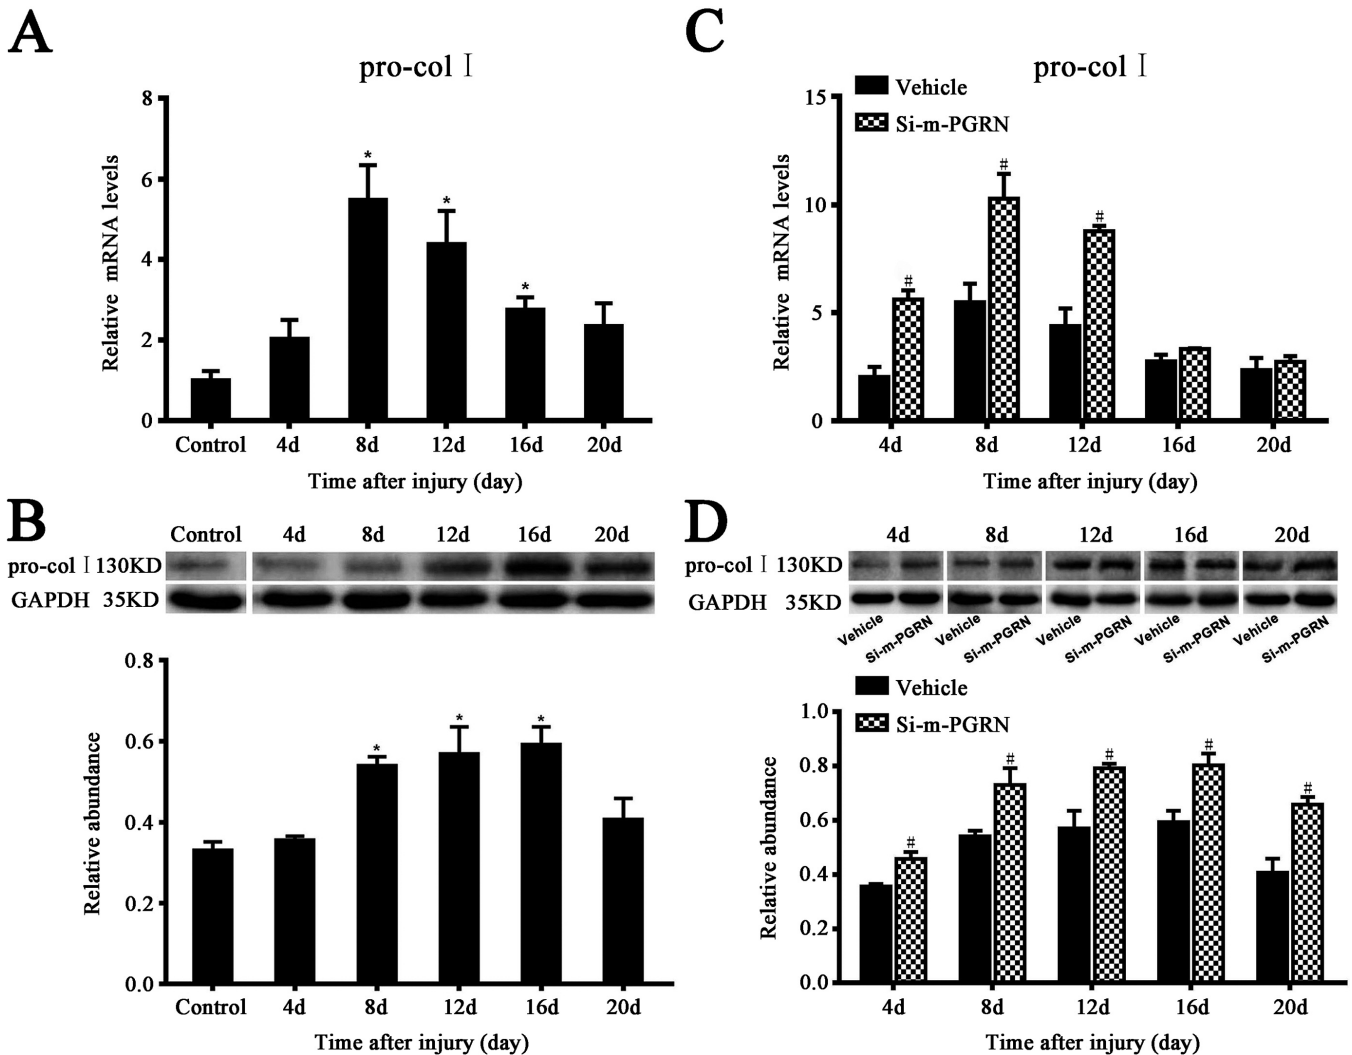 A
pro-col Ⅰ
8
6
4
2
0
Relative mRNA levels
* * *
Control 4d 8d 12d 16d 20d
Time after injury (day)
C
pro-col Ⅰ
Vehicle
Si-m-PGRN
15
10
5
0
Relative mRNA levels
# # #
4d 8d 12d 16d 20d
Time after injury (day)
B
Control 4d 8d 12d 16d 20d
pro-col Ⅰ 130KD
GAPDH 35KD
0.8
0.6
0.4
0.2
0.0
Relative abundance
* * *
Control 4d 8d 12d 16d 20d
Time after injury (day)
D
4d 8d 12d 16d 20d
pro-col Ⅰ 130KD
GAPDH 35KD
Vehicle Si-m-PGRN Vehicle Si-m-PGRN Vehicle Si-m-PGRN Vehicle Si-m-PGRN Vehicle Si-m-PGRN
Vehicle
Si-m-PGRN
1.0
0.8
0.6
0.4
0.2
0.0
Relative abundance
# # # # #
4d 8d 12d 16d 20d
Time after injury (day)